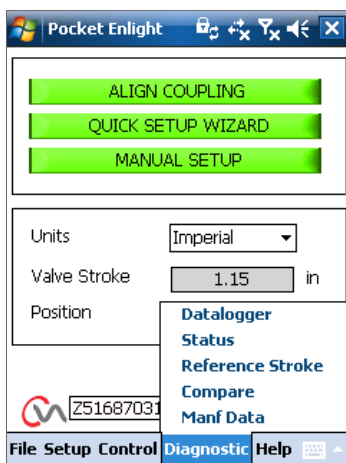 Pocket Enlight
ALIGN COUPLING
QUICK SETUP WIZARD
MANUAL SETUP
Units Imperial
Valve Stroke 1.15 in
Position
Datalogger
Status
Reference Stroke
Compare
Manf Data
Z51687031
File Setup Control Diagnostic Help